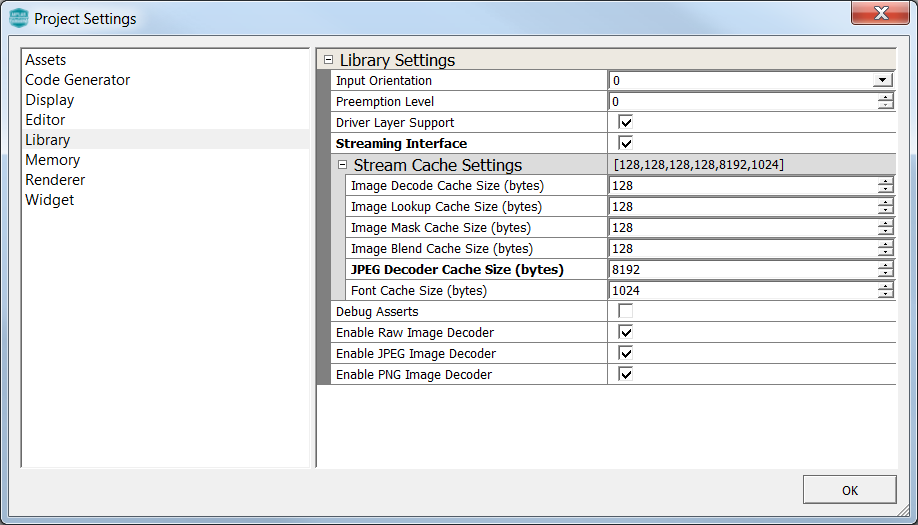 Project Settings
Assets
Code Generator
Display
Editor
Library
Memory
Renderer
Widget
Library Settings
Input Orientation 0
Preemption Level 0
Driver Layer Support
Streaming Interface
Stream Cache Settings [128,128,128,128,8192,1024]
Image Decode Cache Size (bytes) 128
Image Lookup Cache Size (bytes) 128
Image Mask Cache Size (bytes) 128
Image Blend Cache Size (bytes) 128
JPEG Decoder Cache Size (bytes) 8192
Font Cache Size (bytes) 1024
Debug Asserts
Enable Raw Image Decoder
Enable JPEG Image Decoder
Enable PNG Image Decoder
OK